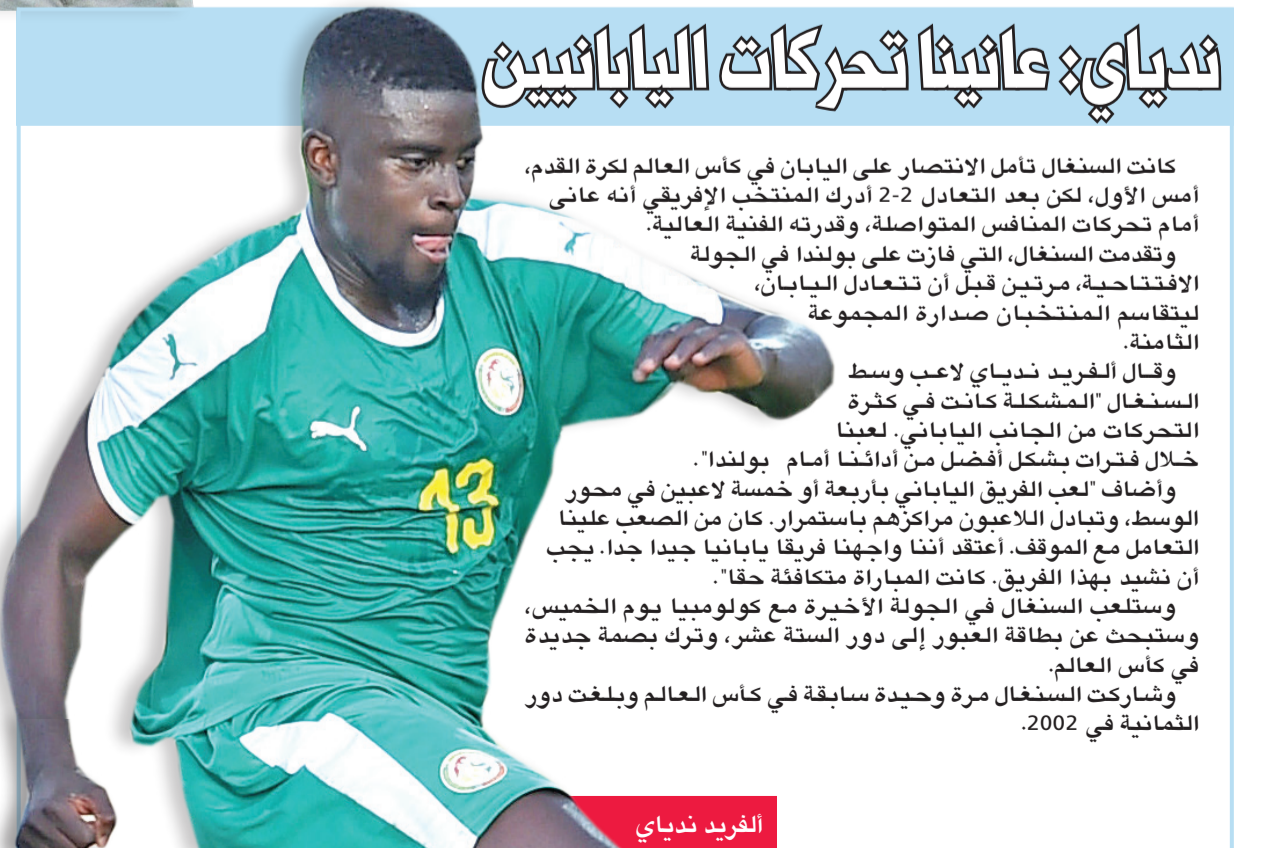 ندياي: عانينا تحركات اليابانيين
كانت السنغال تأمل الانتصار على اليابان في كأس العالم لكرة القدم،
أمس الأول، لكن بعد التعادل 2-2 أدرك المنتخب الإفريقي أنه عانى
أمام تحركات المنافس المتواصلة، وقدرته الفنية العالية.
وتقدمت السنغال، التي فازت على بولندا في الجولة
الافتتاحية، مرتين قبل أن تتعادل اليابان،
ليتقاسم المنتخبان صدارة المجموعة
الثامنة.
وقال ألفريد ندياي لاعب وسط
السنغال "المشكلة كانت في كثرة
التحركات من الجانب الياباني. لعبنا
خلال فترات بشكل أفضل من أدائنا أمام بولندا".
وأضاف "لعب الفريق الياباني بأربعة أو خمسة لاعبين في محور
الوسط، وتبادل اللاعبون مراكزهم باستمرار. كان من الصعب علينا
التعامل مع الموقف. أعتقد أننا واجهنا فريقا يابانيا جيدا جدا. يجب
أن نشيد بهذا الفريق. كانت المباراة متكافئة حقا".
وستلعب السنغال في الجولة الأخيرة مع كولومبيا يوم الخميس،
وستبحث عن بطاقة العبور إلى دور الستة عشر، وترك بصمة جديدة
في كأس العالم.
وشاركت السنغال مرة وحيدة سابقة في كأس العالم وبلغت دور
الثمانية في 2002.
13
ألفريد ندياي